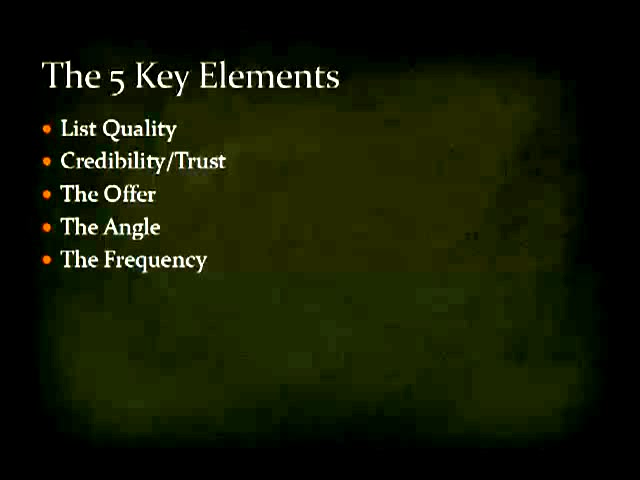 The 5 Key Elements
• List Quality
• Credibility/Trust
• The Offer
• The Angle
• The Frequency